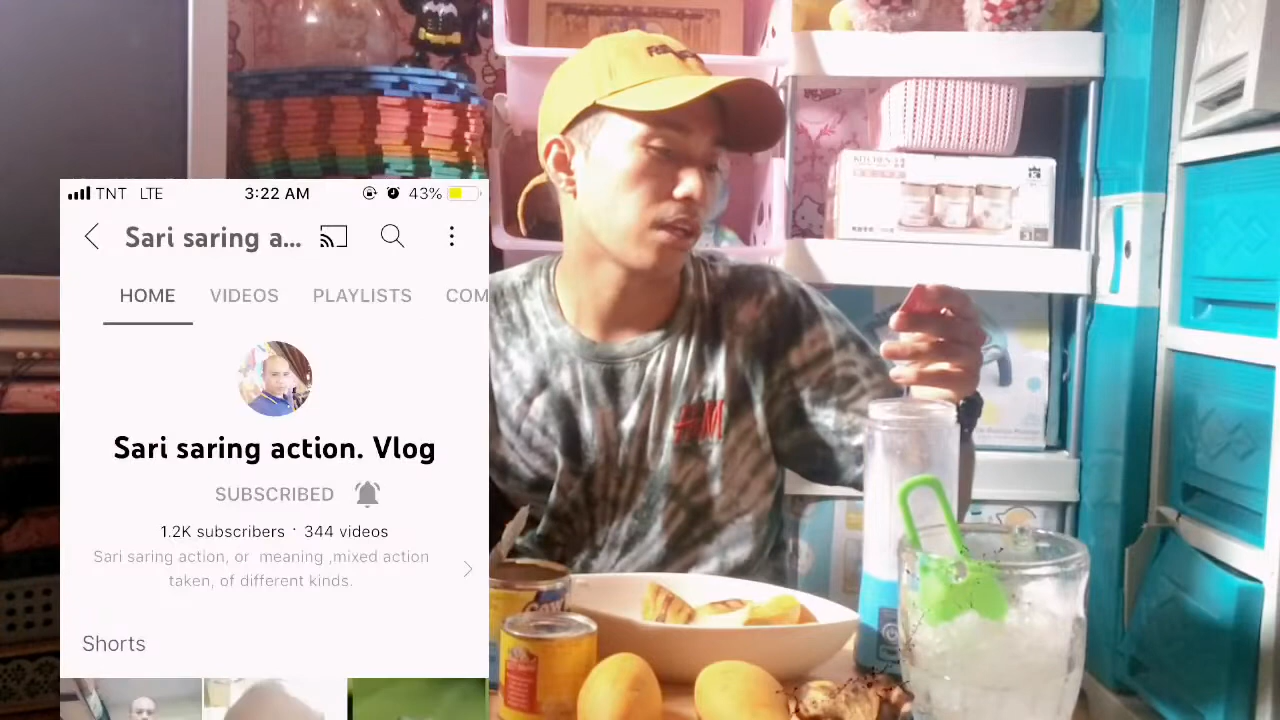 TNT LTE 3:22 AM 43%
Sari saring a...
HOME VIDEOS PLAYLISTS COM
Sari saring action. Vlog
SUBSCRIBED
1.2K subscribers · 344 videos
Sari saring action, or meaning ,mixed action
taken, of different kinds.
Shorts
KITCHEN
H&M